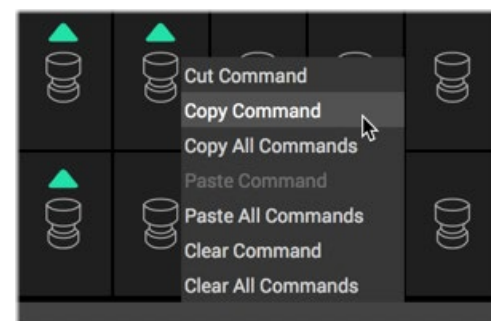 Cut Command
Copy Command
Copy All Commands
Paste Command
Paste All Commands
Clear Command
Clear All Commands